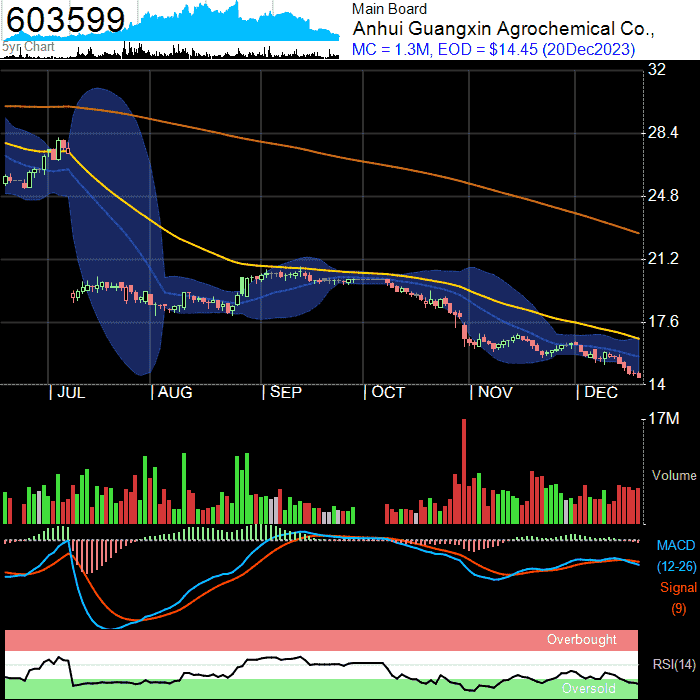 603599
5yr Chart
Main Board
Anhui Guangxin Agrochemical Co.,
MC = 1.3M, EOD = $14.45 (20Dec2023)
32
28.4
24.8
21.2
17.6
14
JUL AUG SEP OCT NOV DEC
17M
Volume
MACD
(12-26)
Signal
(9)
Overbought
RSI(14)
Oversold